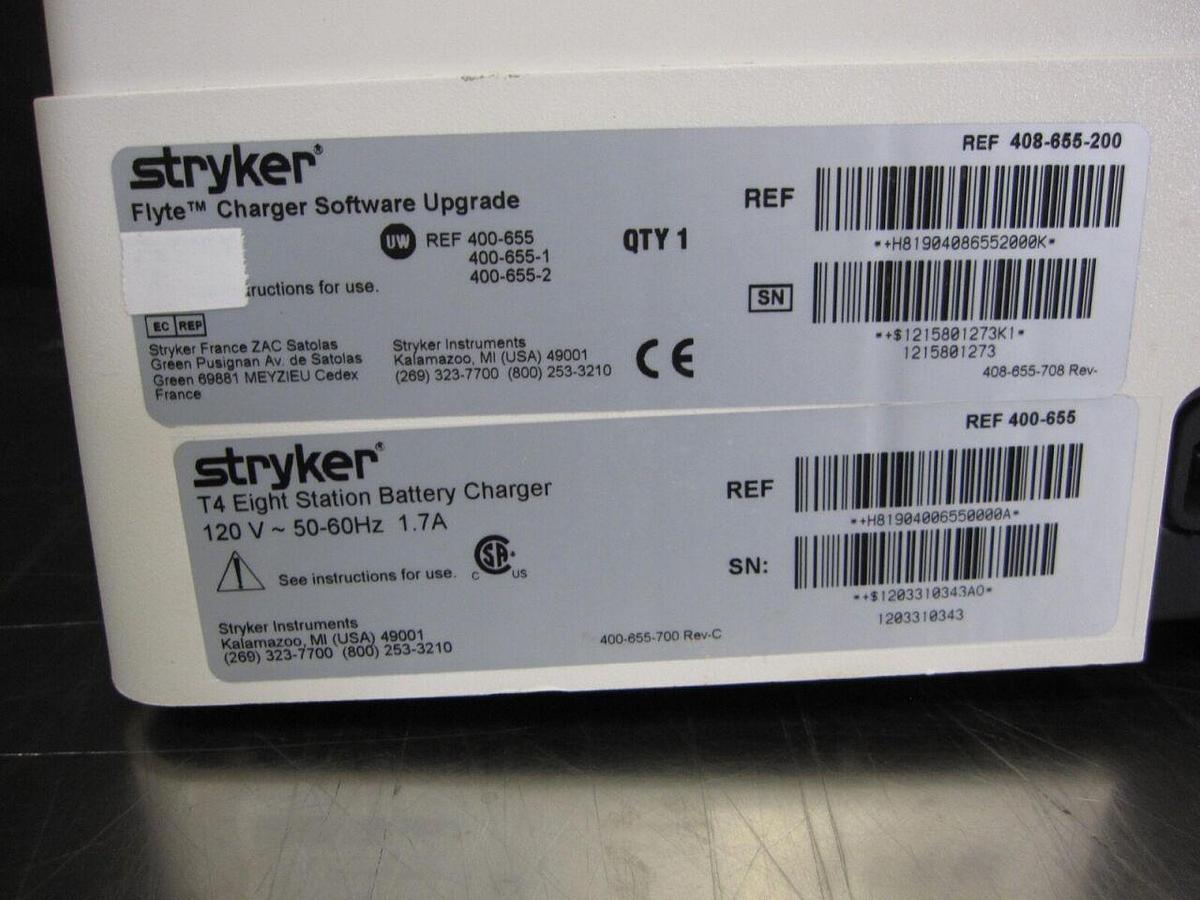 stryker®
REF 408-655-200
Flyte™ Charger Software Upgrade
UW REF 400-655
400-655-1
400-655-2
QTY 1
REF
*+H81904086552000K*
SN
*+$1215801273K1*
1215801273
408-655-708 Rev-
for use.
EC REP
Stryker France ZAC Satolas
Green Pusignan Av. de Satolas
Green 69881 MEYZIEU Cedex
France
Stryker Instruments
Kalamazoo, MI (USA) 49001
(269) 323-7700 (800) 253-3210
CE
stryker®
REF 400-655
T4 Eight Station Battery Charger
120 V ~ 50-60Hz 1.7A
REF
*+H81904006550000A*
See instructions for use.
C SA US
SN:
*+$1203310343AO*
1203310343
Stryker Instruments
Kalamazoo, MI (USA) 49001
(269) 323-7700 (800) 253-3210
400-655-700 Rev-C